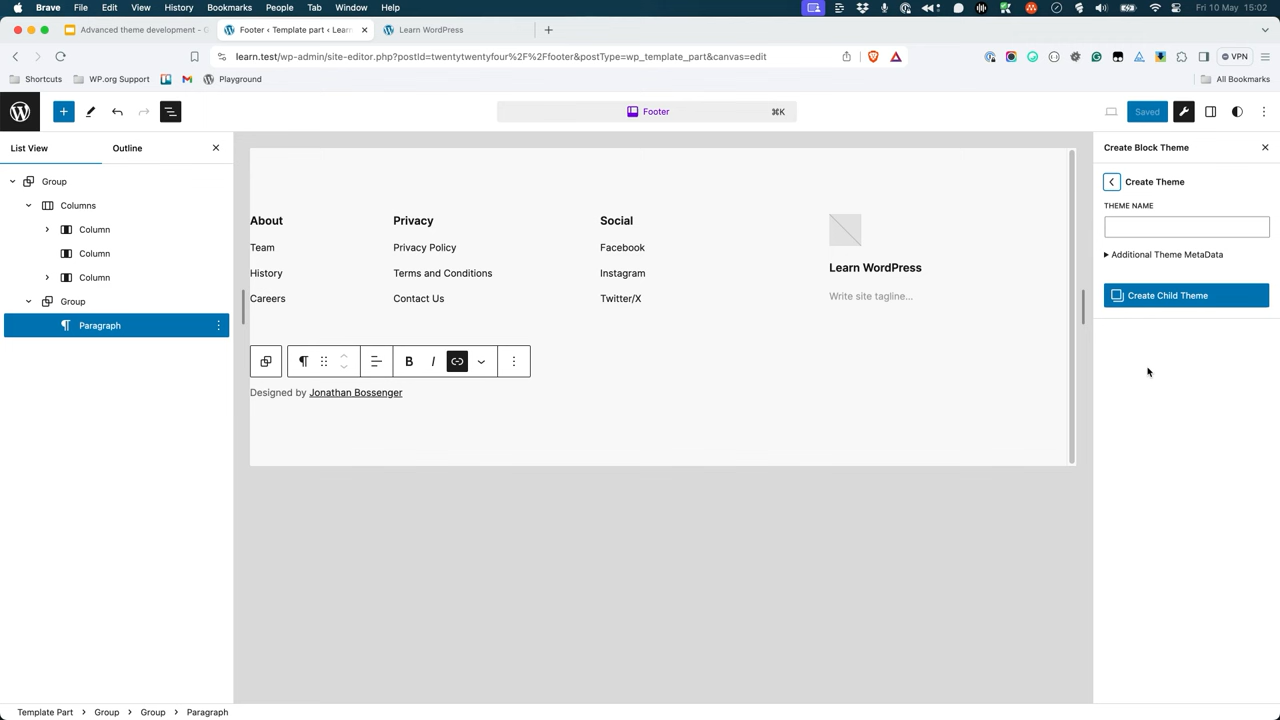 Brave File Edit View History Bookmarks People Tab Window Help Fri 10 May 15:02
Advanced theme development - G
Footer ‹ Template part ‹ Learn
Learn WordPress
learn.test/wp-admin/site-editor.php?postId=twentytwentyfour%2F%2Ffooter&postType=wp_template_part&canvas=edit
VPN
Shortcuts WP.org Support Playground All Bookmarks
Footer ⌘K Saved
List View Outline
Group
Columns
Column
Column
Column
Group
Paragraph
About Privacy Social
Team Privacy Policy Facebook
History Terms and Conditions Instagram
Careers Contact Us Twitter/X
Learn WordPress
Write site tagline...
B I
Designed by Jonathan Bossenger
Create Block Theme
Create Theme
THEME NAME
Additional Theme MetaData
Create Child Theme
Template Part Group Group Paragraph